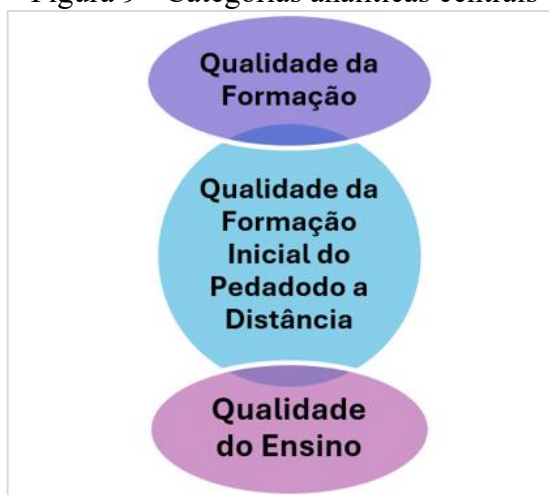 Figura 9 - Categorias analíticas centrais
Qualidade da
Formação
Qualidade da
Formação
Inicial do
Pedadodo a
Distância
Qualidade
do Ensino